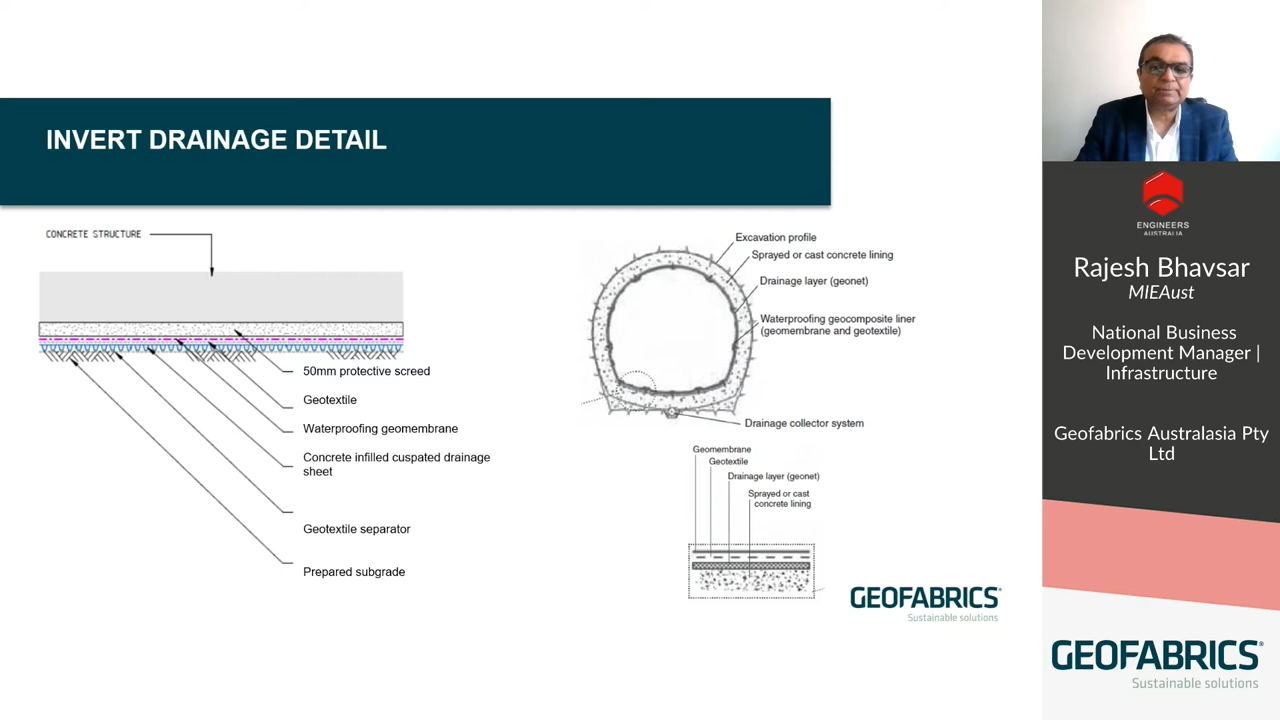 INVERT DRAINAGE DETAIL
CONCRETE STRUCTURE
50mm protective screed
Geotextile
Waterproofing geomembrane
Concrete infilled cuspated drainage
sheet
Geotextile separator
Prepared subgrade
Excavation profile
Sprayed or cast concrete lining
Drainage layer (geonet)
Waterproofing geocomposite liner
(geomembrane and geotextile)
Drainage collector system
Geomembrane
Geotextile
Drainage layer (geonet)
Sprayed or cast
concrete lining
GEOFABRICS®
Sustainable solutions
ENGINEERS
AUSTRALIA
Rajesh Bhavsar
MIEAust
National Business
Development Manager |
Infrastructure
Geofabrics Australasia Pty
Ltd
GEOFABRICS®
Sustainable solutions